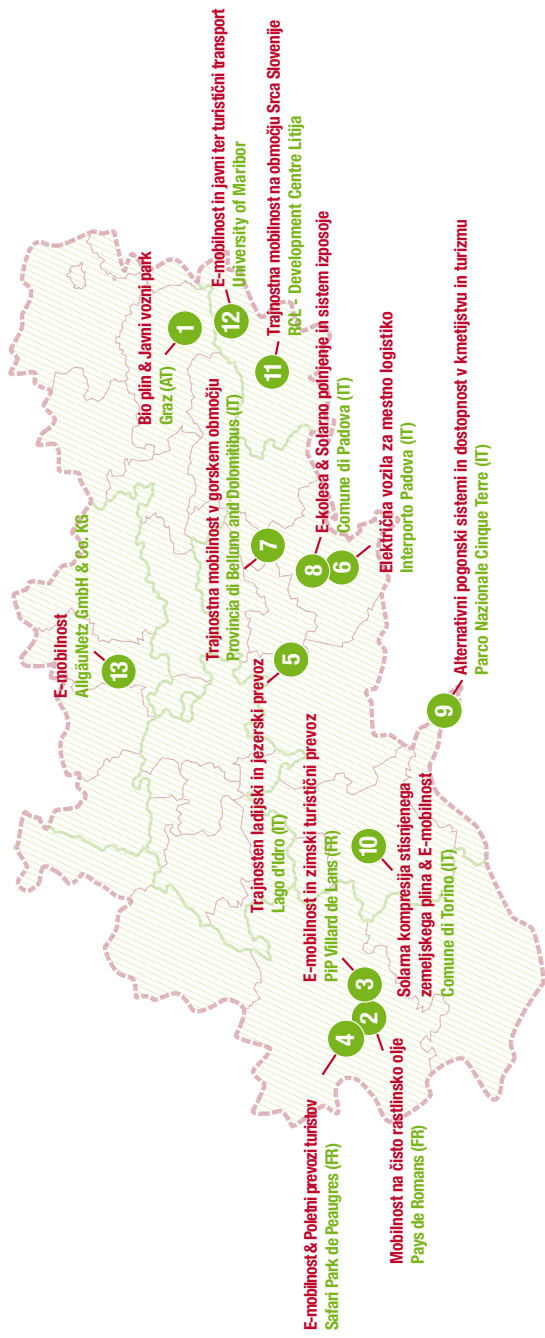 E-mobilnost
AllgäuNetz GmbH & Co. KG
13
Bio plin & Javni vozni park
Graz (AT)
1
E-mobilnost in javni ter turistični transport
University of Maribor
12
Trajnostna mobilnost na območju Srca Slovenije
RCL - Development Centre Litija
11
Trajnostna mobilnost v gorskem območju
Provincia di Belluno and Dolomitibus (IT)
7
E-kolesa & Solarno polnjenje in sistem izposoje
Comune di Padova (IT)
8
6
Električna vozila za mestno logistiko
Interporto Padova (IT)
Trajnosten ladijski in jezerski prevoz
Lago d'Idro (IT)
5
E-mobilnost in zimski turistični prevoz
PiP Villard de Lans (FR)
3
10
Solarna kompresija stisnjenega
zemeljskega plina & E-mobilnost
Comune di Torino (IT)
9
Alternativni pogonski sistemi in dostopnost v kmetijstvu in turizmu
Parco Nazionale Cinque Terre (IT)
E-mobilnost & Poletni prevozi turistov
Safari Park de Peaugres (FR)
4
2
Mobilnost na čisto rastlinsko olje
Pays de Romans (FR)